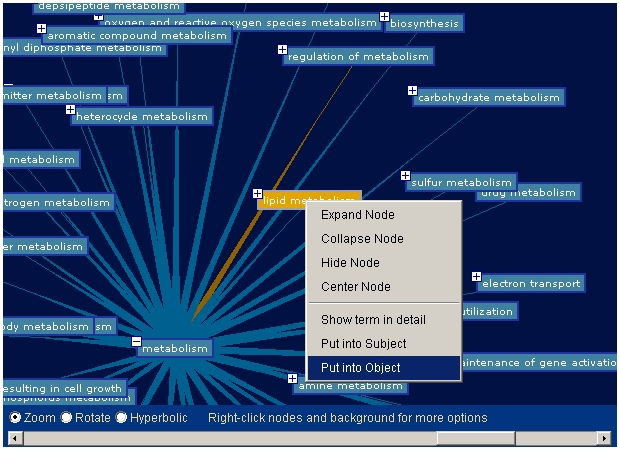 depsipeptide metabolism
oxygen and reactive oxygen species metabolism
biosynthesis
aromatic compound metabolism
nyl diphosphate metabolism
regulation of metabolism
mitter metabolism
sm
carbohydrate metabolism
heterocycle metabolism
l metabolism
sulfur metabolism
drug metabolism
lipid metabolism
trogen metabolism
Expand Node
Collapse Node
er metabolism
Hide Node
electron transport
Center Node
utilization
Show term in detail
ody metabolism
sm
metabolism
Put into Subject
aintenance of gene activation
Put into Object
resulting in cell growth
amine metabolism
phosphorus metabolism
Zoom Rotate Hyperbolic Right-click nodes and background for more options